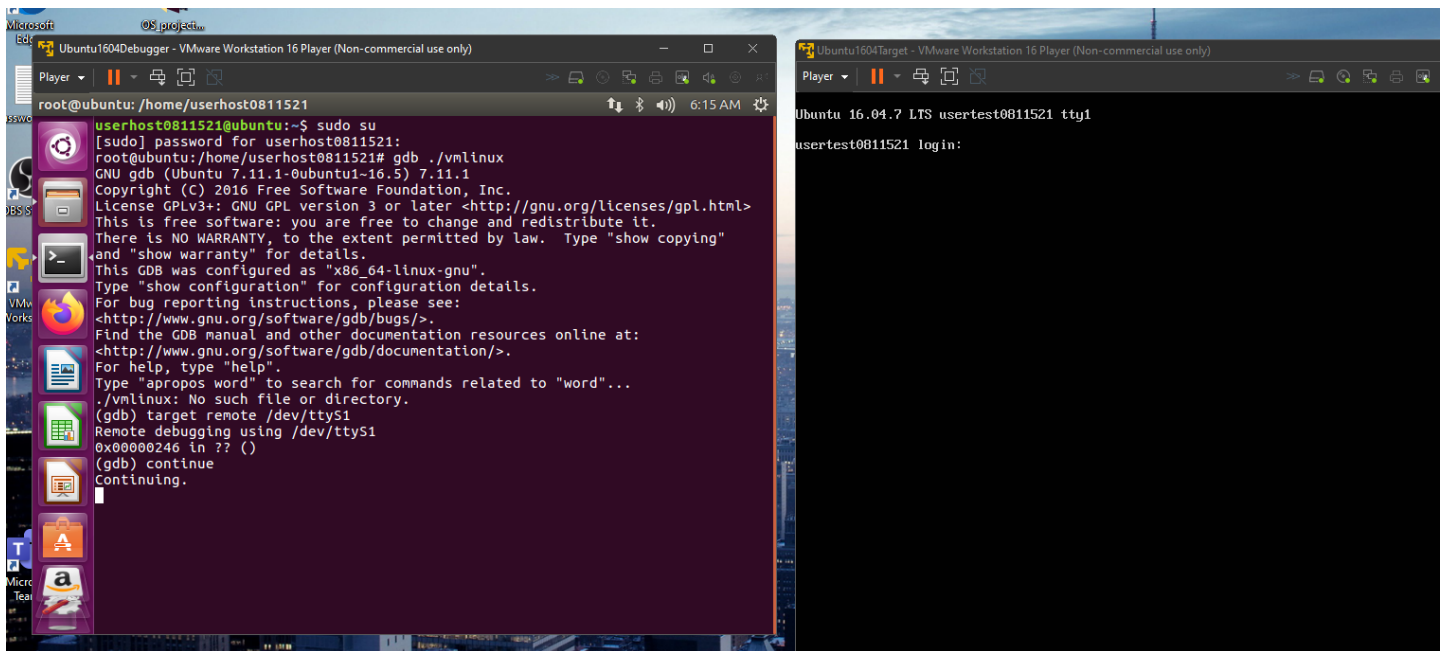 Microsoft
OS_project...
Ubuntu1604Debugger - VMware Workstation 16 Player (Non-commercial use only)
Player
root@ubuntu: /home/userhost0811521
6:15 AM
userhost0811521@ubuntu:~$ sudo su
[sudo] password for userhost0811521:
root@ubuntu:/home/userhost0811521# gdb ./vmlinux
GNU gdb (Ubuntu 7.11.1-0ubuntu1~16.5) 7.11.1
Copyright (C) 2016 Free Software Foundation, Inc.
License GPLv3+: GNU GPL version 3 or later <http://gnu.org/licenses/gpl.html>
This is free software: you are free to change and redistribute it.
There is NO WARRANTY, to the extent permitted by law.  Type "show copying"
and "show warranty" for details.
This GDB was configured as "x86_64-linux-gnu".
Type "show configuration" for configuration details.
For bug reporting instructions, please see:
<http://www.gnu.org/software/gdb/bugs/>.
Find the GDB manual and other documentation resources online at:
<http://www.gnu.org/software/gdb/documentation/>.
For help, type "help".
Type "apropos word" to search for commands related to "word"...
./vmlinux: No such file or directory.
(gdb) target remote /dev/ttyS1
Remote debugging using /dev/ttyS1
0x00000246 in ?? ()
(gdb) continue
Continuing.
Ubuntu1604Target - VMware Workstation 16 Player (Non-commercial use only)
Player
Ubuntu 16.04.7 LTS usertest0811521 tty1
usertest0811521 login: